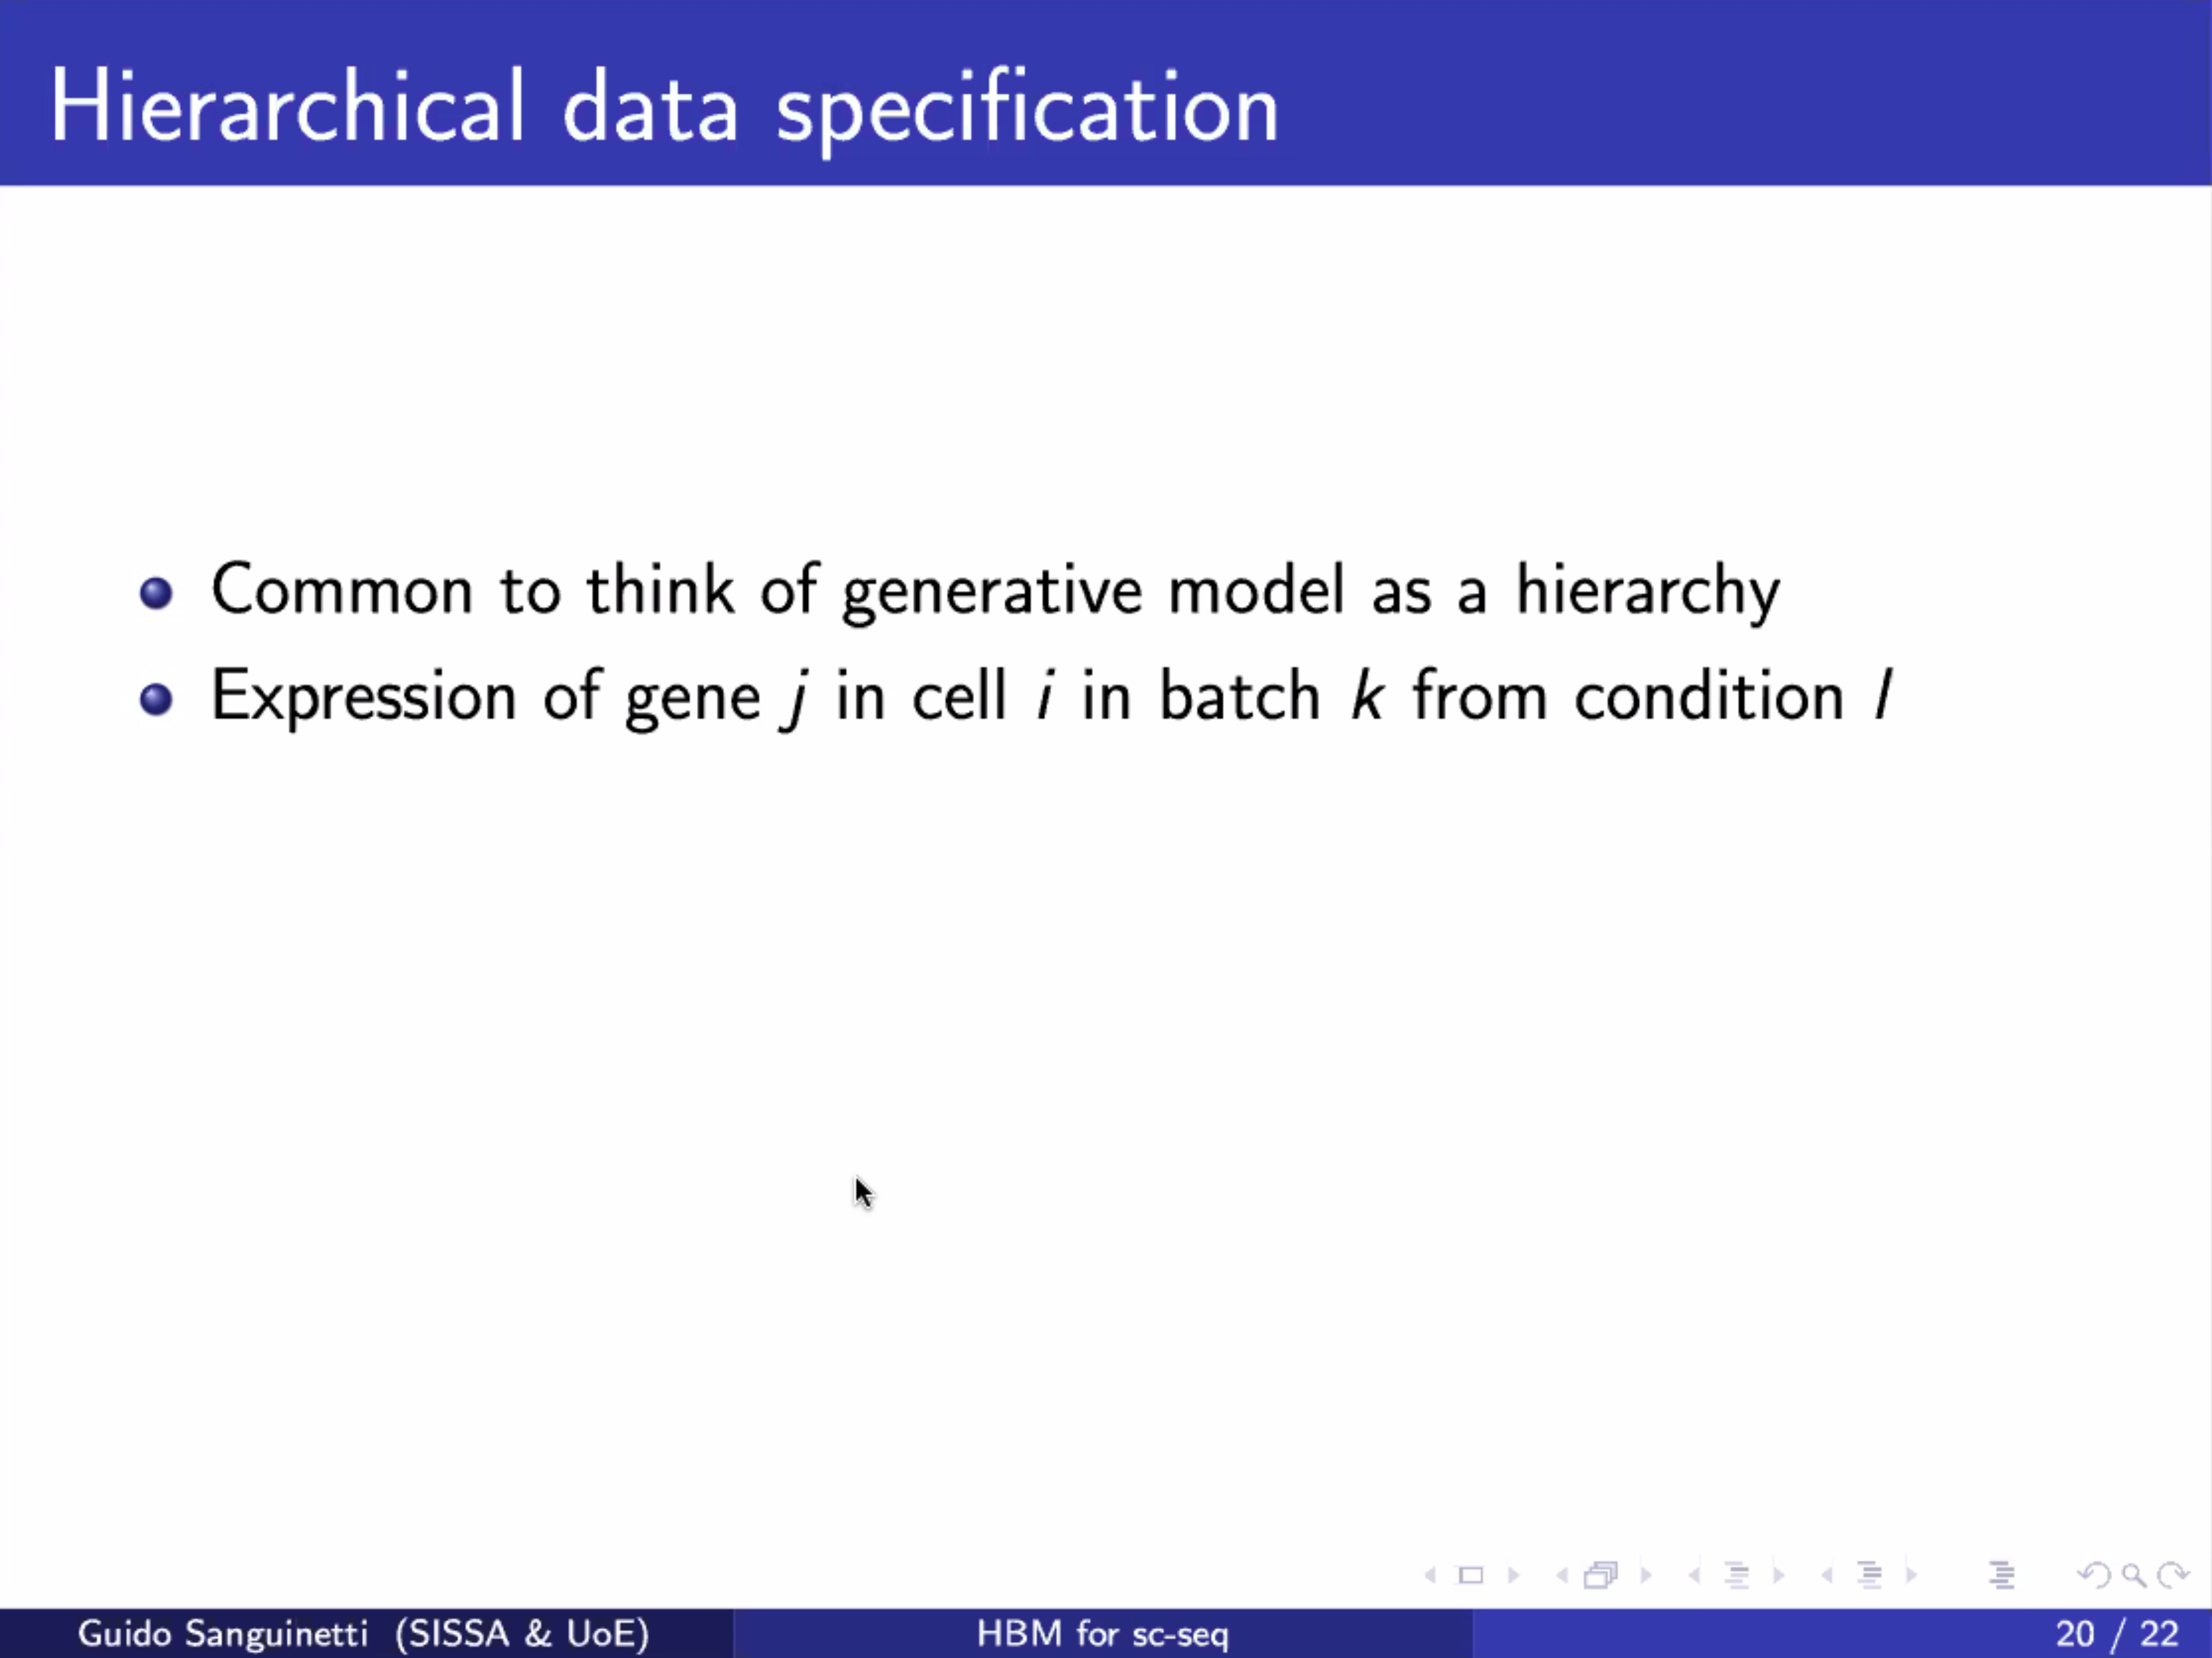 Hierarchical data specification
Common to think of generative model as a hierarchy
Expression of gene j in cell i in batch k from condition l
Guido Sanguinetti (SISSA & UoE)
HBM for sc-seq
20 / 22